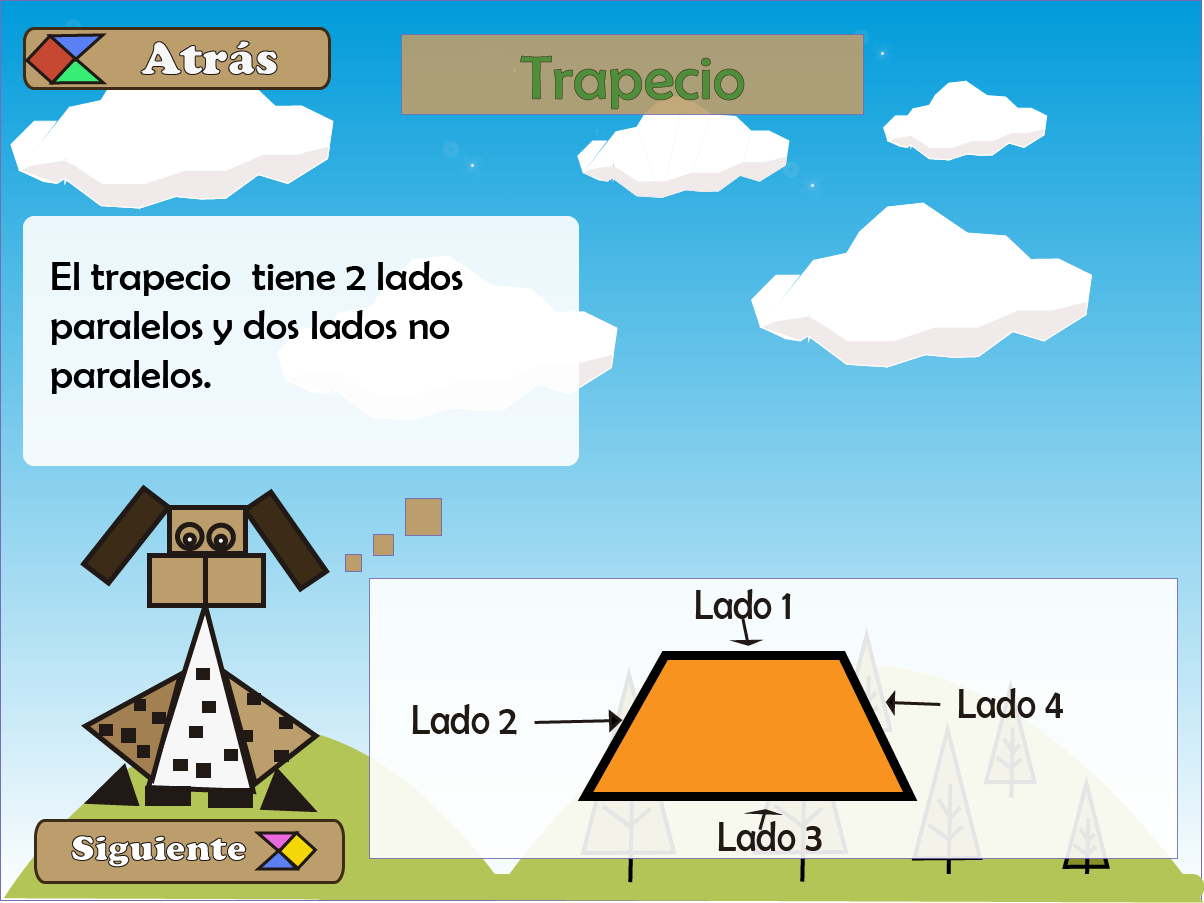 Atrás
Trapecio
El trapecio  tiene 2 lados
paralelos y dos lados no
paralelos.
Lado 1
Lado 2
Lado 4
Lado 3
Siguiente